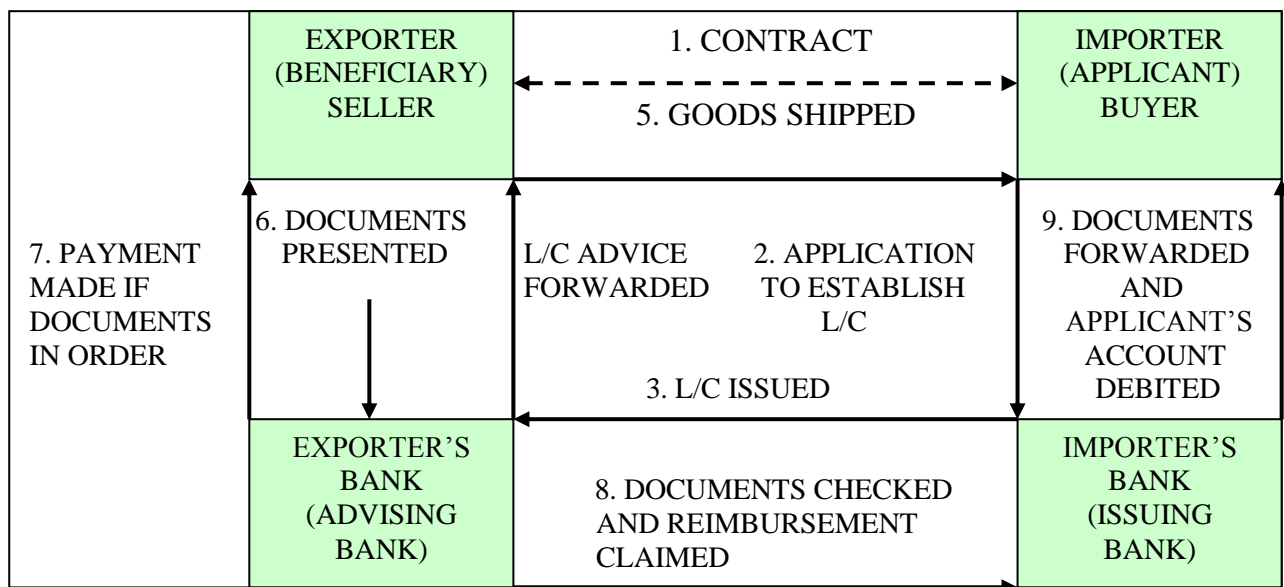 EXPORTER
(BENEFICIARY)
SELLER
1. CONTRACT
5. GOODS SHIPPED
IMPORTER
(APPLICANT)
BUYER
7. PAYMENT
MADE IF
DOCUMENTS
IN ORDER
6. DOCUMENTS
PRESENTED
L/C ADVICE
FORWARDED
2. APPLICATION
TO ESTABLISH
L/C
3. L/C ISSUED
9. DOCUMENTS
FORWARDED
AND
APPLICANT’S
ACCOUNT
DEBITED
EXPORTER’S
BANK
(ADVISING
BANK)
8. DOCUMENTS CHECKED
AND REIMBURSEMENT
CLAIMED
IMPORTER’S
BANK
(ISSUING
BANK)